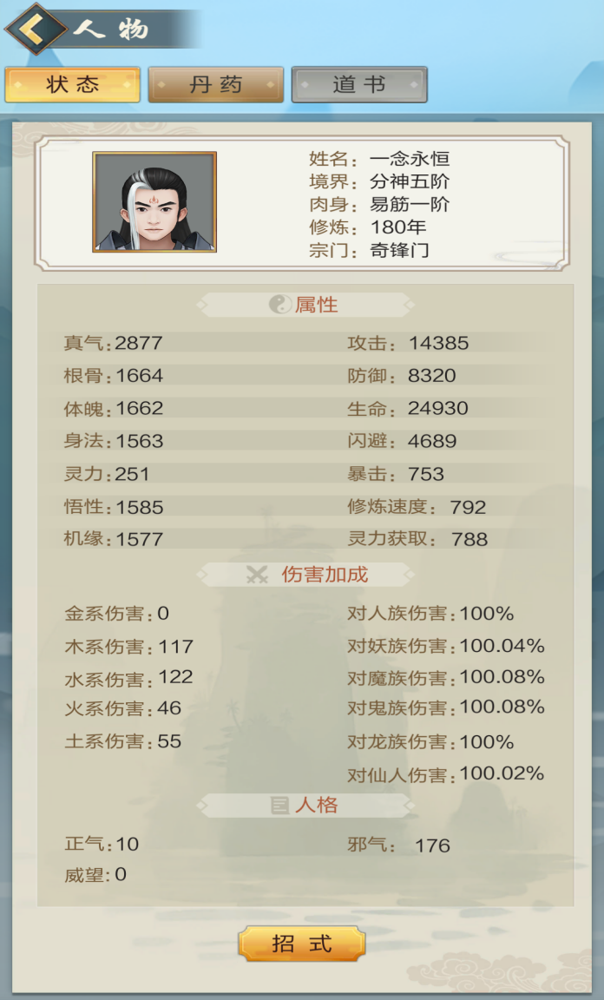 人物
状态 丹药 道书
姓名：一念永恒
境界：分神五阶
肉身：易筋一阶
修炼：180年
宗门：奇锋门
属性
真气:2877 攻击：14385
根骨:1664 防御：8320
体魄:1662 生命：24930
身法:1563 闪避：4689
灵力:251 暴击：753
悟性:1585 修炼速度：792
机缘:1577 灵力获取：788
伤害加成
金系伤害:0 对人族伤害:100%
木系伤害:117 对妖族伤害:100.04%
水系伤害:122 对魔族伤害:100.08%
火系伤害:46 对鬼族伤害:100.08%
土系伤害:55 对龙族伤害:100%
对仙人伤害:100.02%
人格
正气:10 邪气：176
威望:0
招式